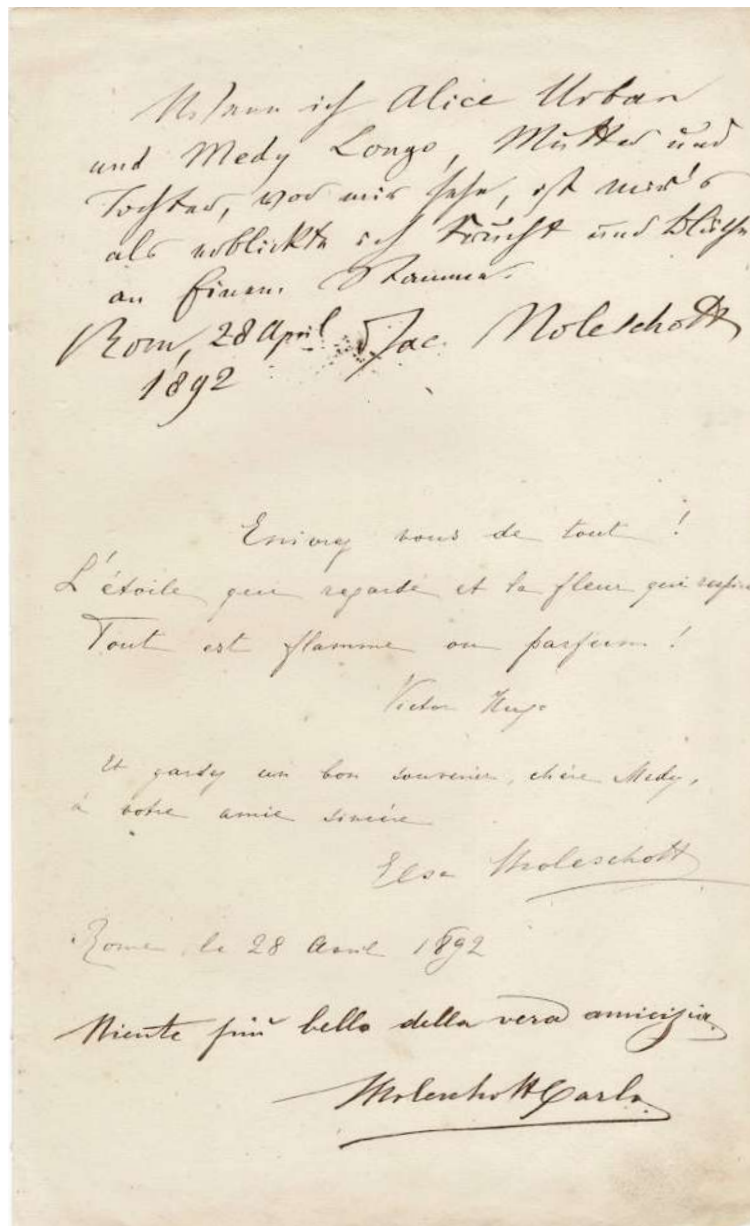 Wenn ich Alice Urban
und Medy Longo, Mutter und
Tochter, vor mir sehe, ist mir's
als erblickte ich Frucht und Blüthe
an Einem Stamme.
Rom, 28 April Jac. Moleschott
1892
Enivrez vous de tout !
L'étoile qui regarde et la fleur qui respire
Tout est flamme ou parfum !
Victor Hugo
Et gardez un bon souvenir, chère Medy,
à votre amie sincère
Elsa Moleschott
Rome le 28 Avril 1892
Niente più bello della vera amicizia.
Moleschott Carlo